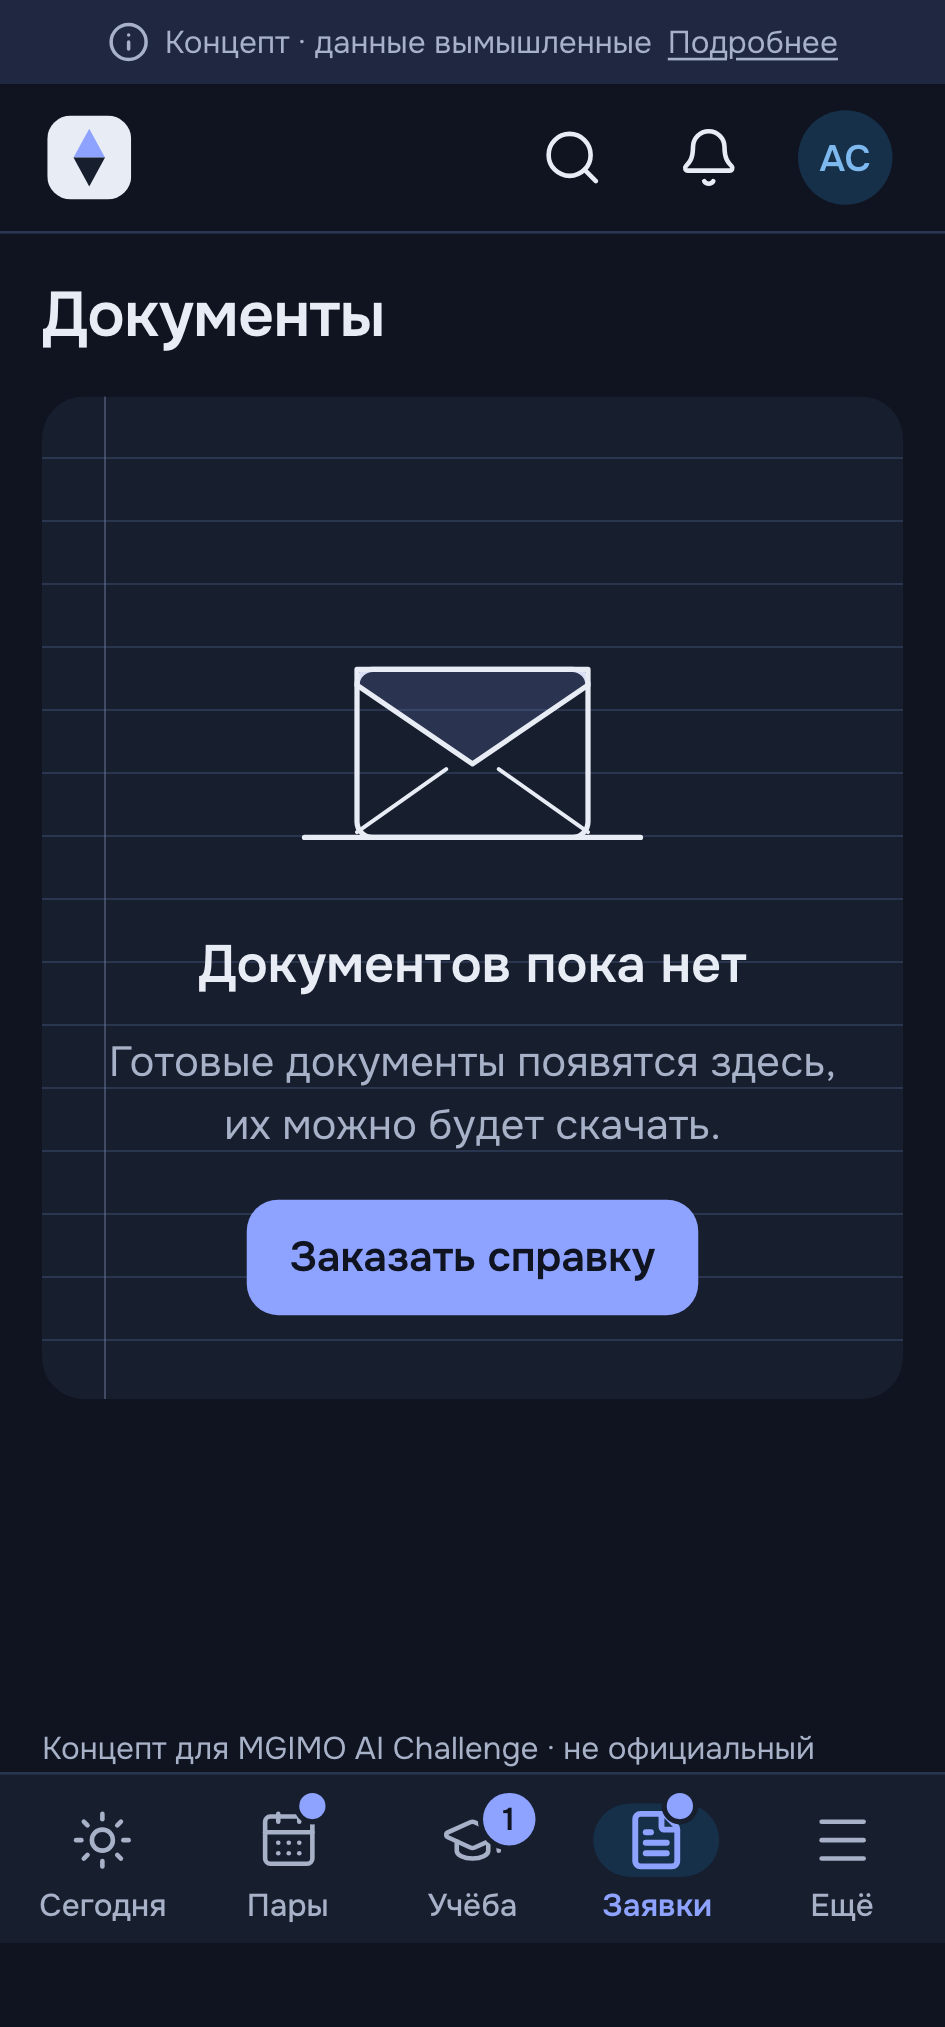 Концепт · данные вымышленные Подробнее
АС
Документы
Документов пока нет
Готовые документы появятся здесь,
их можно будет скачать.
Заказать справку
Концепт для MGIMO AI Challenge · не официальный
1
Сегодня Пары Учёба Заявки Ещё